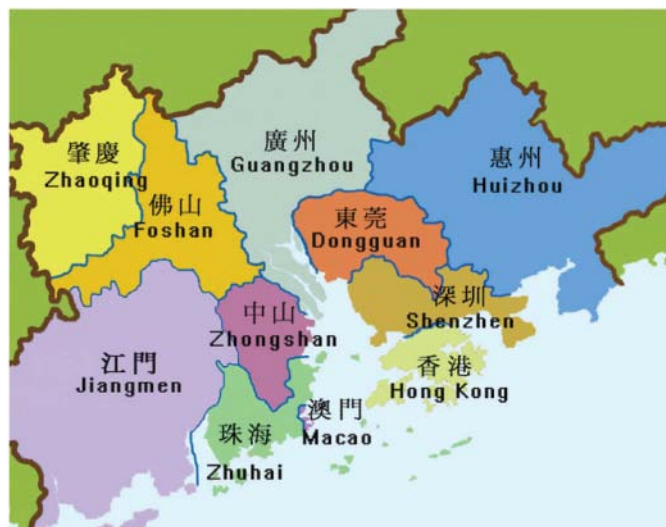 廣州
Guangzhou
肇慶
Zhaoqing
惠州
Huizhou
佛山
Foshan
東莞
Dongguan
深圳
Shenzhen
中山
Zhongshan
江門
Jiangmen
香港
Hong Kong
澳門
Macao
珠海
Zhuhai